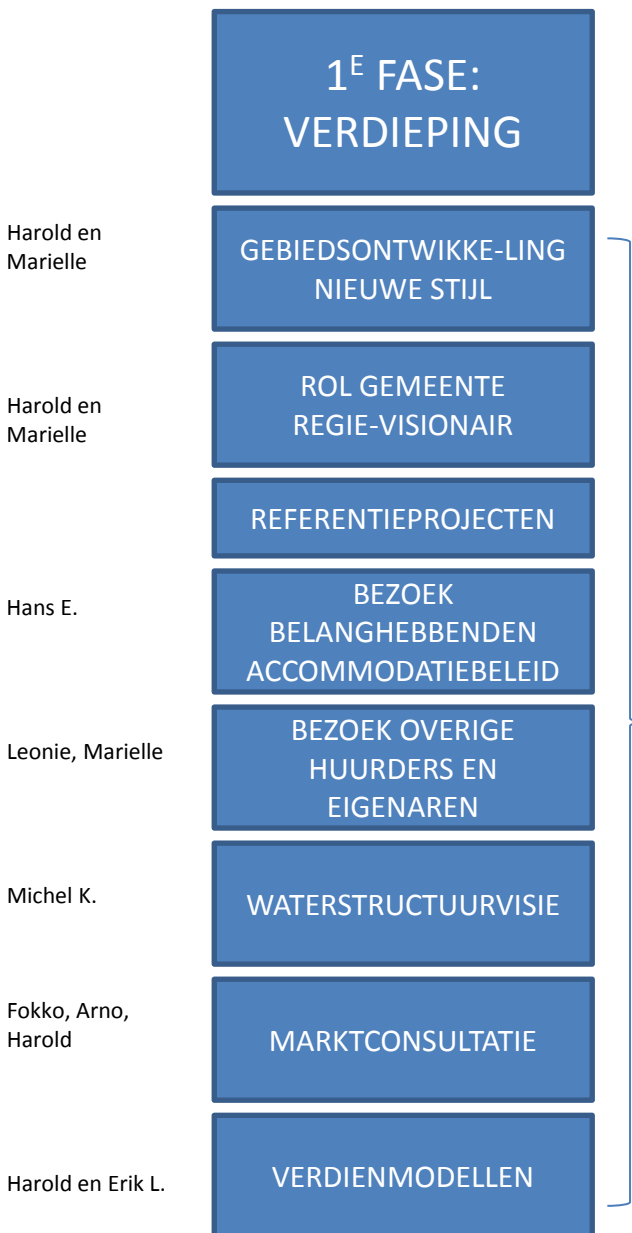 1E FASE:
VERDIEPING
Harold en
Marielle
GEBIEDSONTWIKKE-LING
NIEUWE STIJL
Harold en
Marielle
ROL GEMEENTE
REGIE-VISIONAIR
REFERENTIEPROJECTEN
Hans E.
BEZOEK
BELANGHEBBENDEN
ACCOMMODATIEBELEID
Leonie, Marielle
BEZOEK OVERIGE
HUURDERS EN
EIGENAREN
Michel K.
WATERSTRUCTUURVISIE
Fokko, Arno,
Harold
MARKTCONSULTATIE
Harold en Erik L.
VERDIENMODELLEN